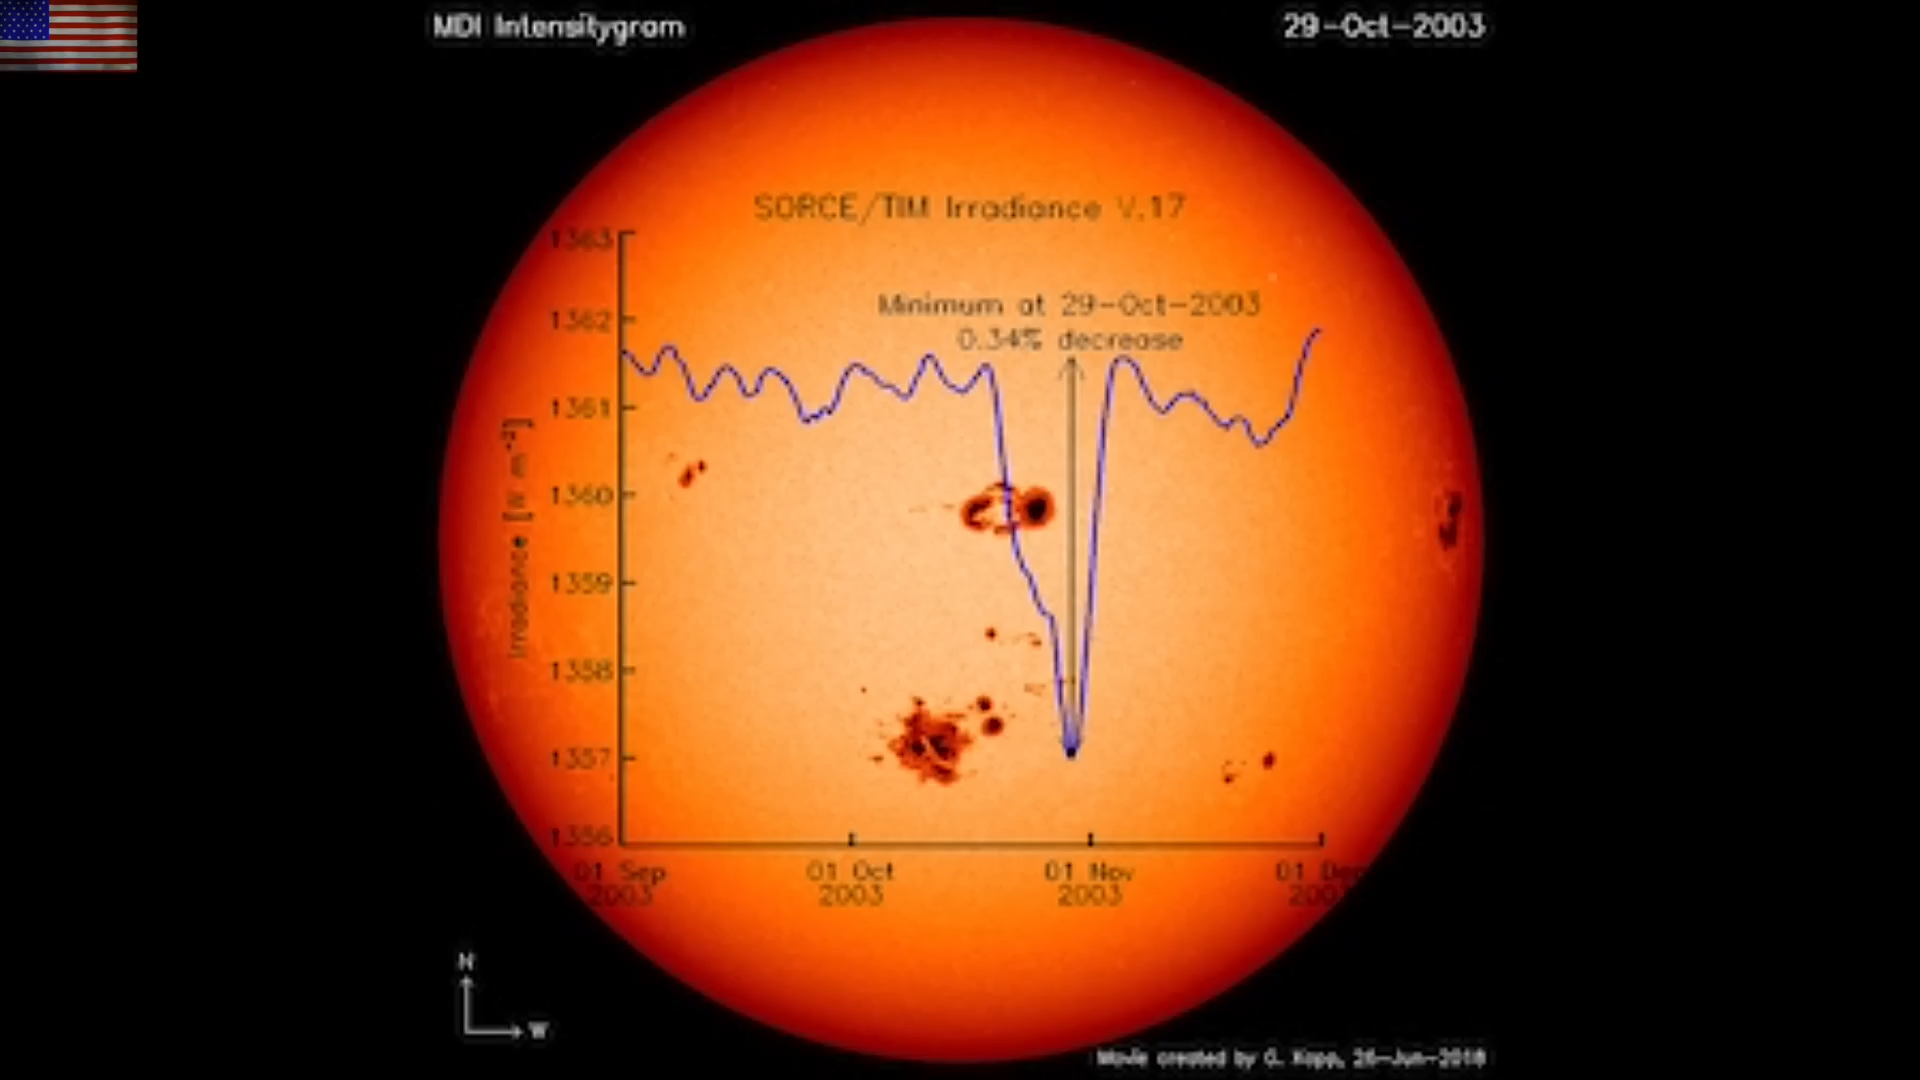 MDI Intensitygram
29-Oct-2003
SORCE/TIM Irradiance V.17
Minimum at 29-Oct-2003
0.34% decrease
1363
1362
1361
1360
1359
1358
1357
1356
Irradiance [W m⁻²]
01 Sep
2003
01 Oct
2003
01 Nov
2003
01 Dec
2003
N
W
Movie created by G. Kopp, 26-Jun-2018